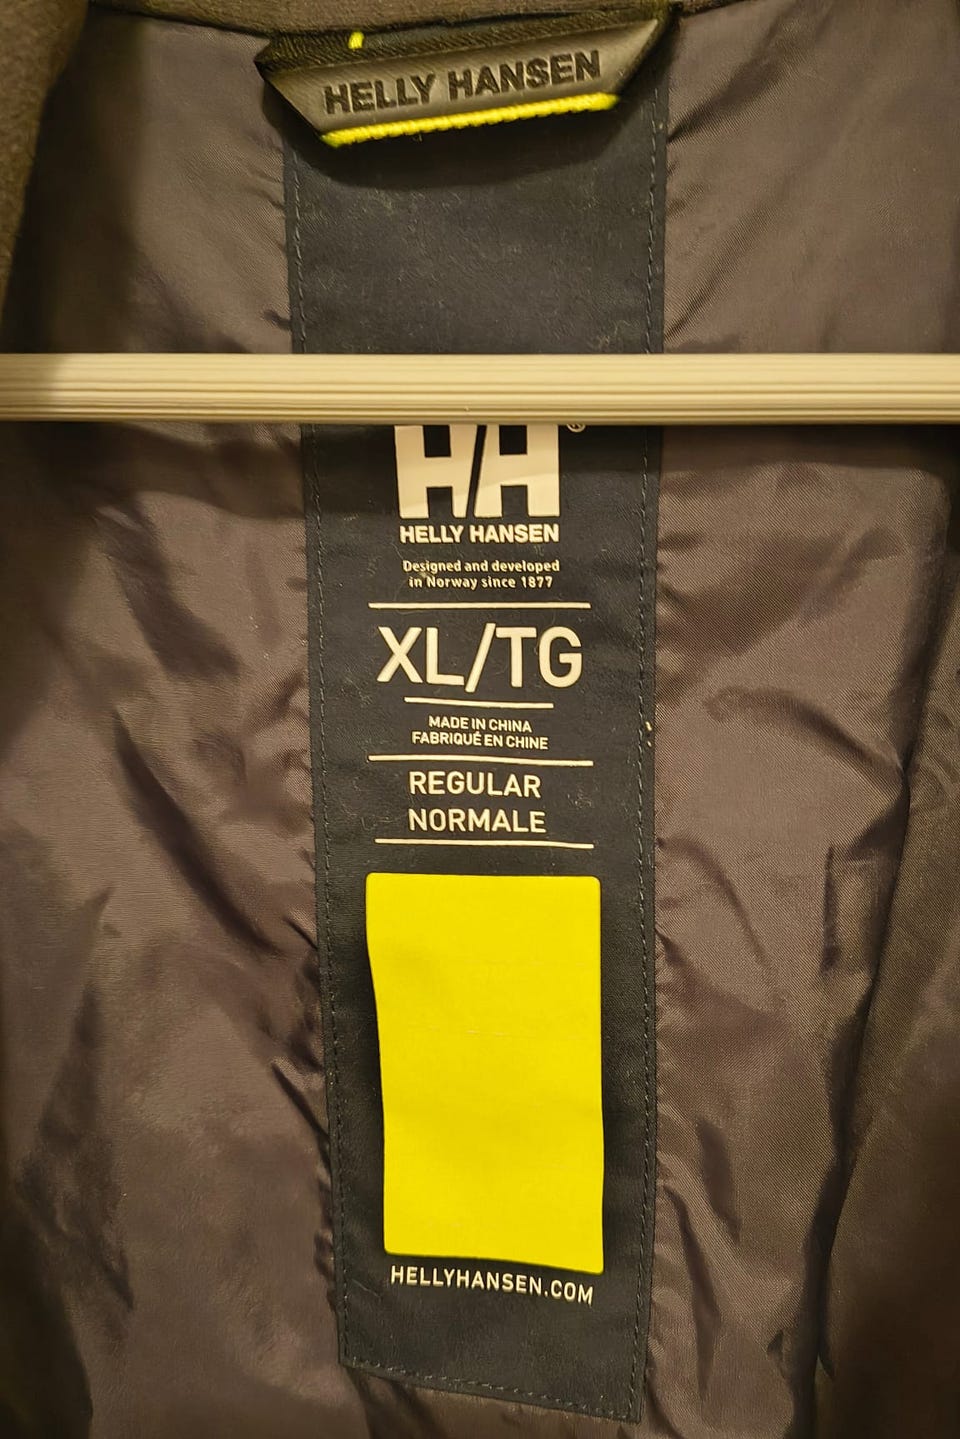 HELLY HANSEN
HH
HELLY HANSEN
Designed and developed
in Norway since 1877
XL/TG
MADE IN CHINA
FABRIQUÉ EN CHINE
REGULAR
NORMALE
HELLYHANSEN.COM